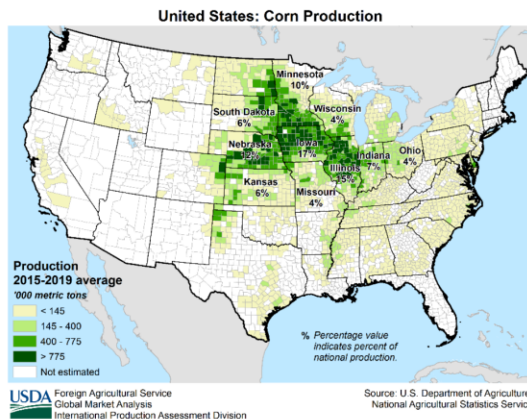 United States: Corn Production
Minnesota
10%
South Dakota
6%
Wisconsin
4%
Nebraska
12%
Iowa
17%
Illinois
15%
Indiana
7%
Ohio
4%
Kansas
6%
Missouri
4%
Production
2015-2019 average
'000 metric tons
< 145
145 - 400
400 - 775
> 775
Not estimated
% Percentage value
indicates percent of
national production.
USDA Foreign Agricultural Service
Global Market Analysis
International Production Assessment Division
Source: U.S. Department of Agriculture
National Agricultural Statistics Servic